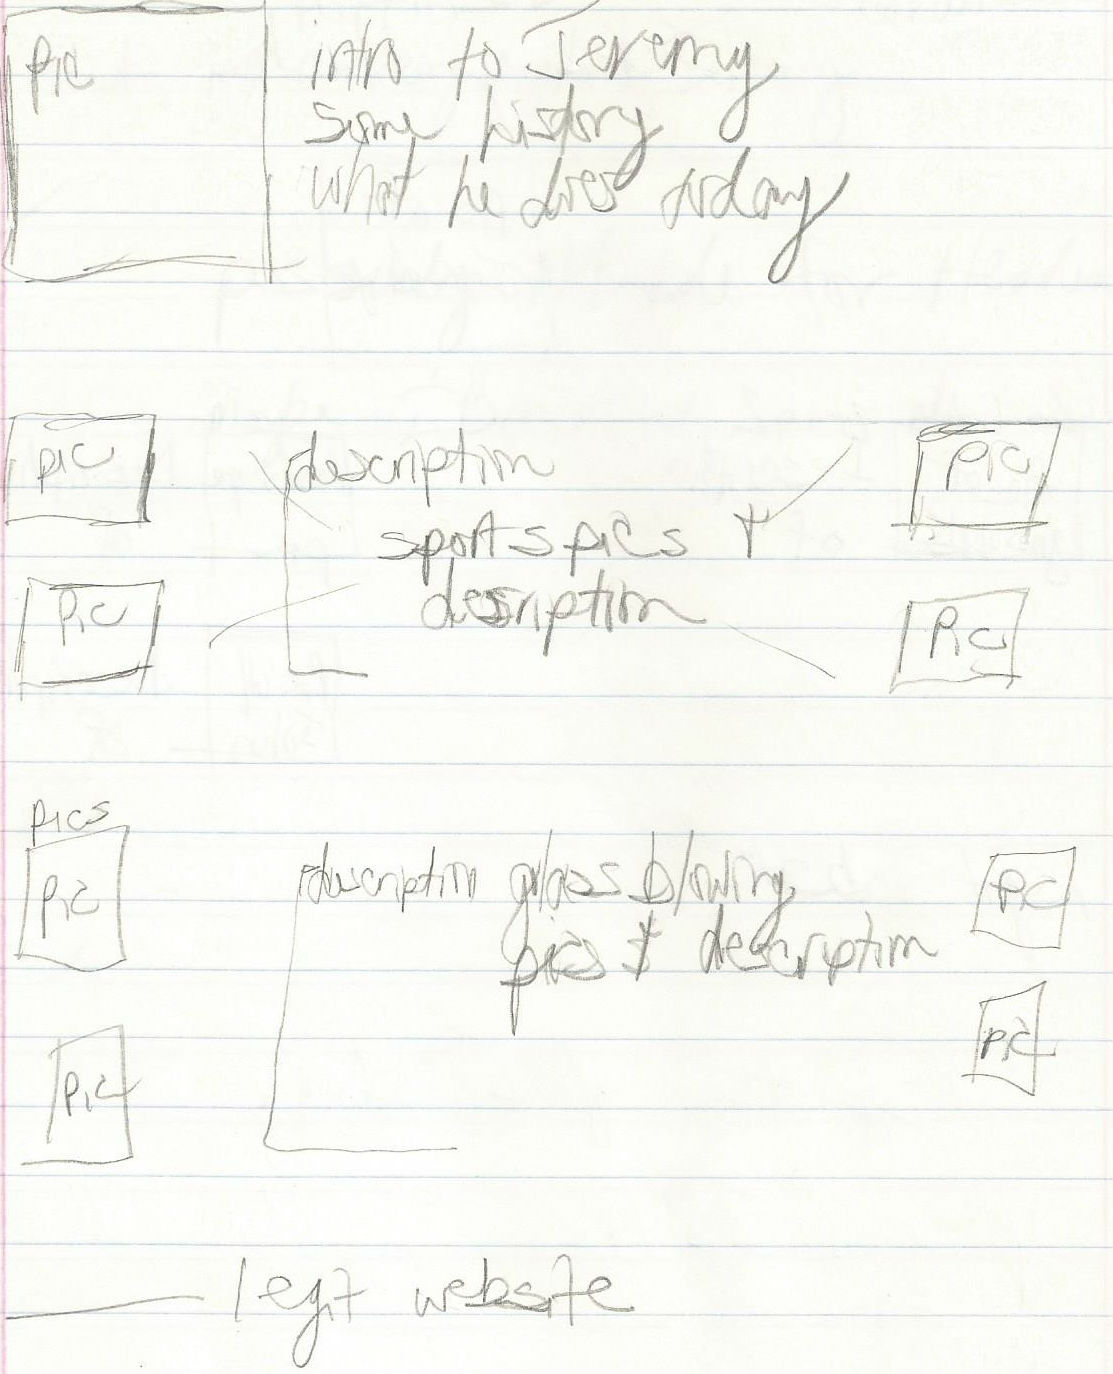 pic
intro to Jeremy
some history
what he does today
pic
description
pic
sports pics &
description
pic
pic
pics
pic
description glass blowing
pics & description
pic
pic
pic
legit website